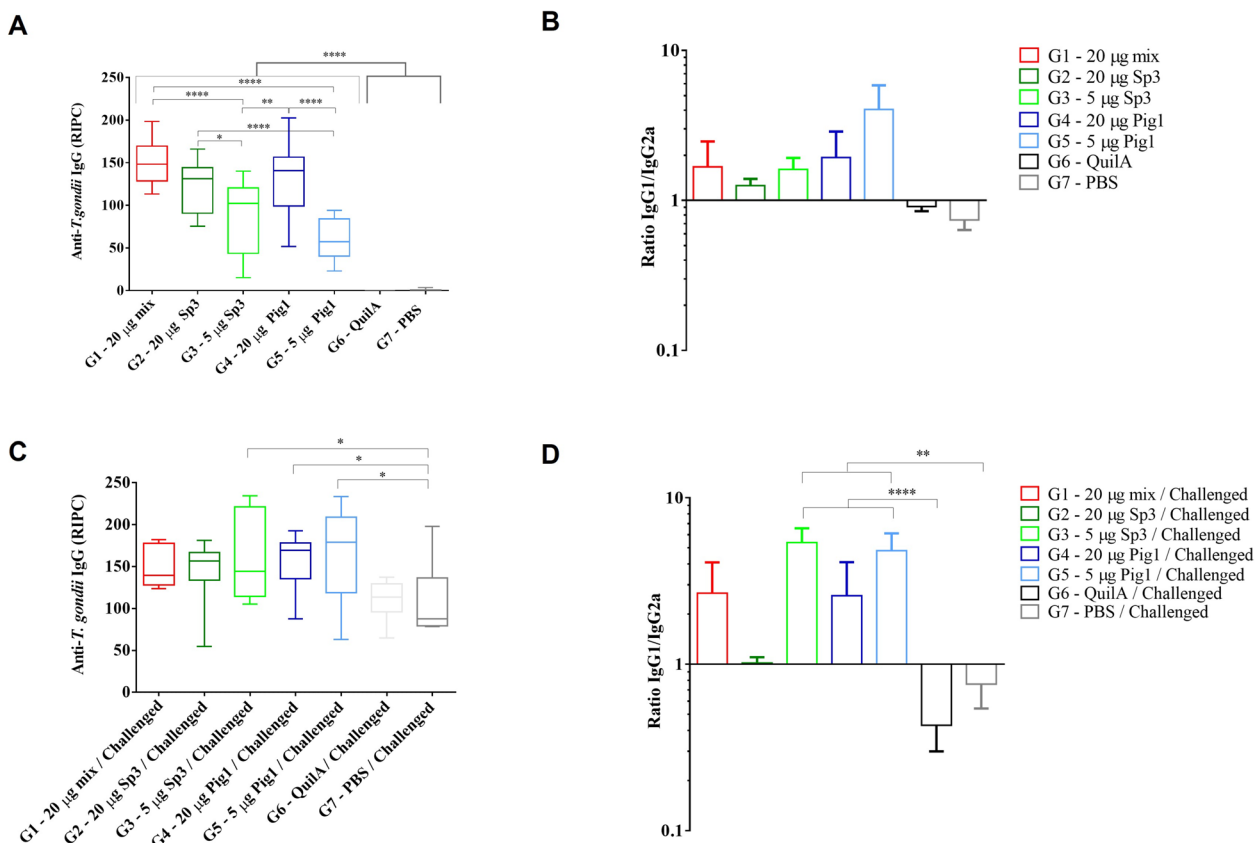 A
****
****
****
**
****
****
*
Anti-T.gondii IgG (RIPC)
250
200
150
100
50
0
G1 - 20 µg mix
G2 - 20 µg Sp3
G3 - 5 µg Sp3
G4 - 20 µg Pig1
G5 - 5 µg Pig1
G6 - QuilA
G7 - PBS
B
Ratio IgG1/IgG2a
10
1
0.1
G1 - 20 µg mix
G2 - 20 µg Sp3
G3 - 5 µg Sp3
G4 - 20 µg Pig1
G5 - 5 µg Pig1
G6 - QuilA
G7 - PBS
C
*
*
*
Anti-T. gondii IgG (RIPC)
250
200
150
100
50
0
G1 - 20 µg mix / Challenged
G2 - 20 µg Sp3 / Challenged
G3 - 5 µg Sp3 / Challenged
G4 - 20 µg Pig1 / Challenged
G5 - 5 µg Pig1 / Challenged
G6 - QuilA / Challenged
G7 - PBS / Challenged
D
**
****
Ratio IgG1/IgG2a
10
1
0.1
G1 - 20 µg mix / Challenged
G2 - 20 µg Sp3 / Challenged
G3 - 5 µg Sp3 / Challenged
G4 - 20 µg Pig1 / Challenged
G5 - 5 µg Pig1 / Challenged
G6 - QuilA / Challenged
G7 - PBS / Challenged